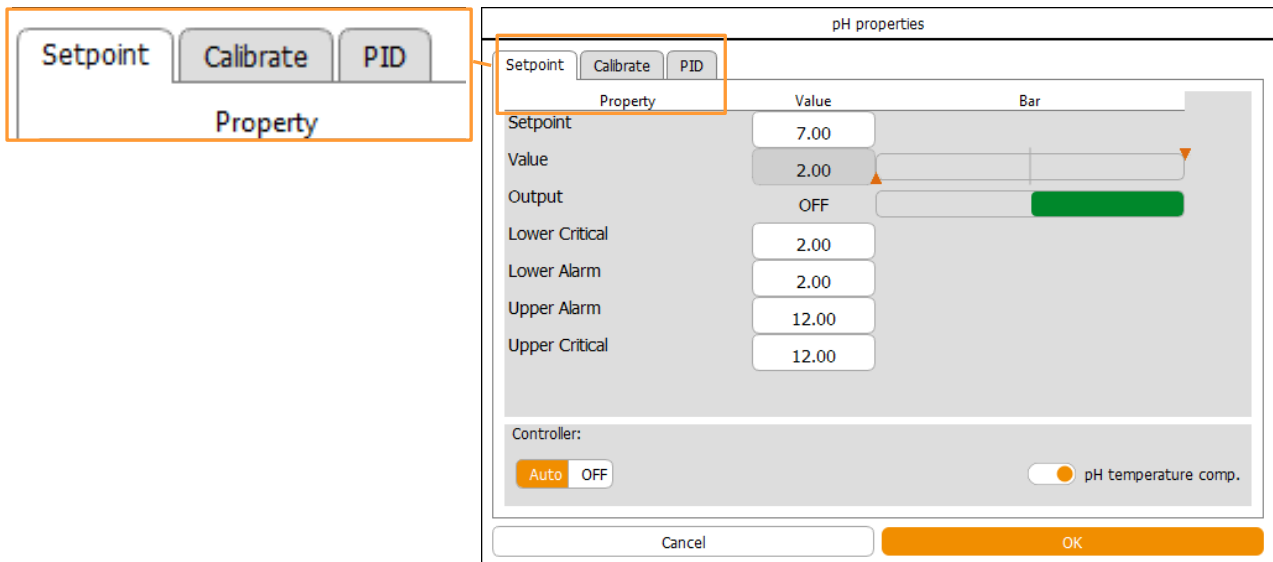 Setpoint Calibrate PID
Property
pH properties
Setpoint Calibrate PID
Property Value Bar
Setpoint 7.00
Value 2.00
Output OFF
Lower Critical 2.00
Lower Alarm 2.00
Upper Alarm 12.00
Upper Critical 12.00
Controller:
Auto OFF pH temperature comp.
Cancel OK